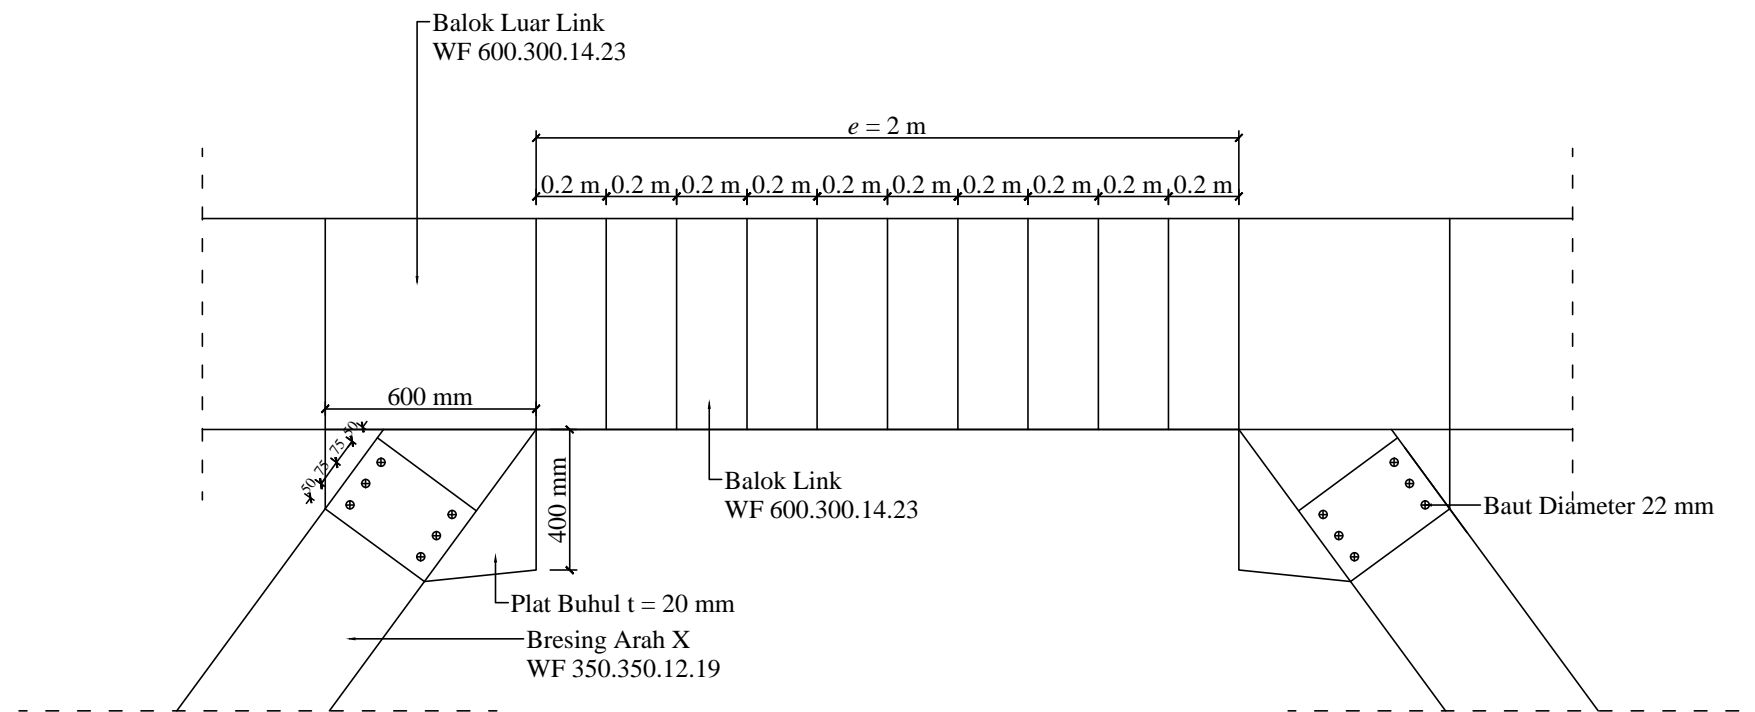 Balok Luar Link
WF 600.300.14.23
e = 2 m
0.2 m 0.2 m 0.2 m 0.2 m 0.2 m 0.2 m 0.2 m 0.2 m 0.2 m 0.2 m
600 mm
50 75 75 50
400 mm
Balok Link
WF 600.300.14.23
Baut Diameter 22 mm
Plat Buhul t = 20 mm
Bresing Arah X
WF 350.350.12.19